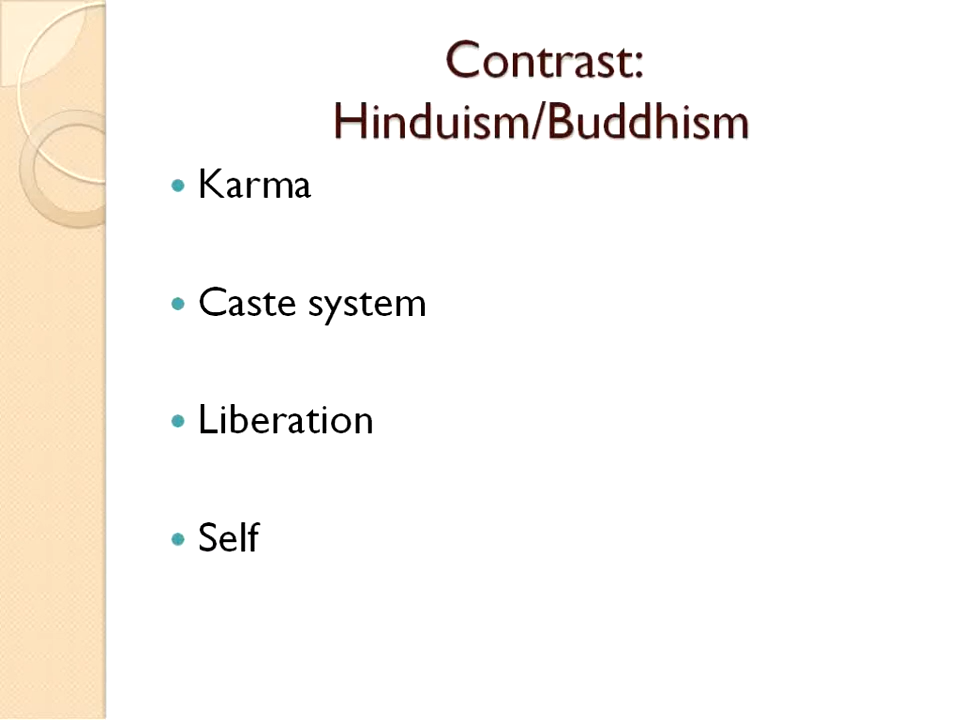 Contrast:
Hinduism/Buddhism
• Karma
• Caste system
• Liberation
• Self